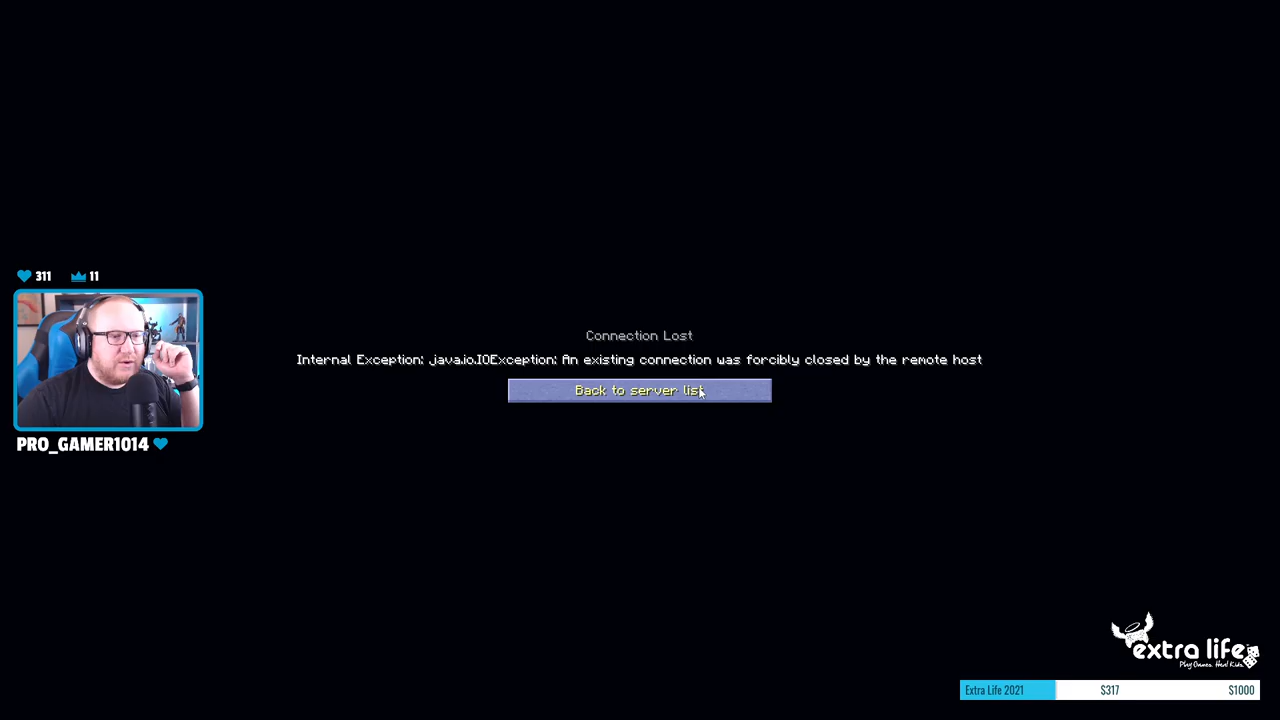 311 11
Connection Lost
Internal Exception: java.io.IOException: An existing connection was forcibly closed by the remote host
Back to server list
PRO_GAMER1014
extra life
Play Games. Heal Kids.
Extra Life 2021 $317 $1000